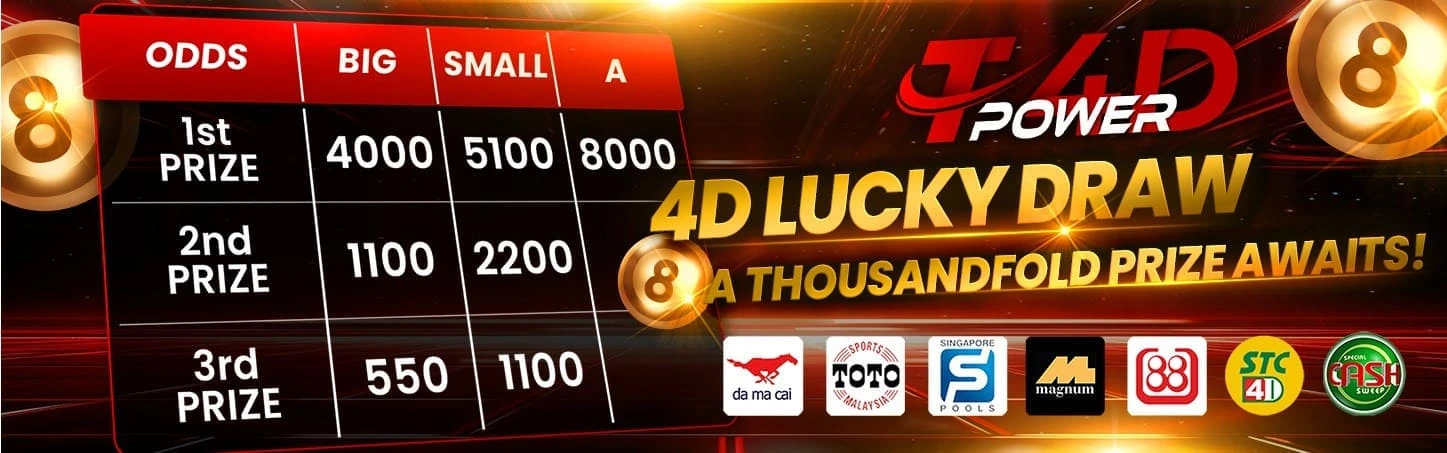 ODDS BIG SMALL A
1st PRIZE 4000 5100 8000
2nd PRIZE 1100 2200
3rd PRIZE 550 1100
8
8
T4D
POWER
4D LUCKY DRAW
8
A THOUSANDFOLD PRIZE AWAITS!
da ma cai
SPORTS
TOTO
MALAYSIA
SINGAPORE
POOLS
M
magnum
88
STC
4D
SPECIAL
CASH
SWEEP